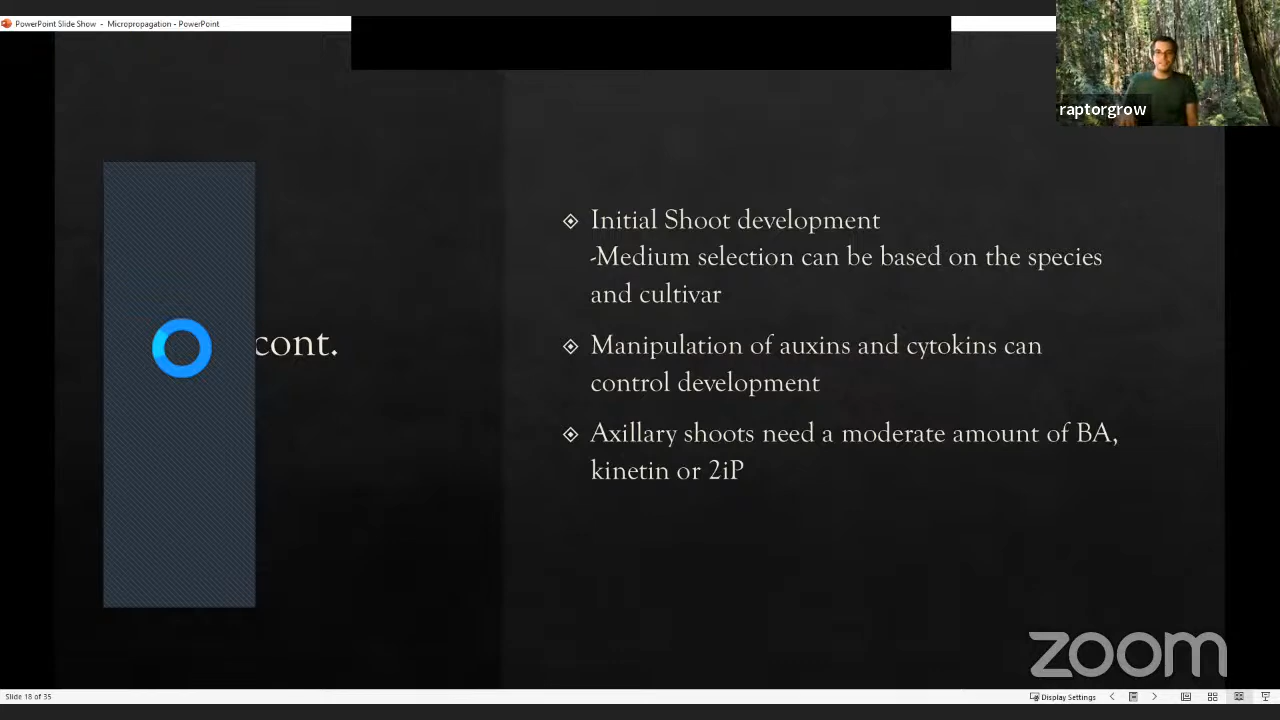 PowerPoint Slide Show - Micropropagation - PowerPoint
raptorgrow
cont.
Initial Shoot development
-Medium selection can be based on the species
and cultivar
Manipulation of auxins and cytokins can
control development
Axillary shoots need a moderate amount of BA,
kinetin or 2iP
zoom
Slide 18 of 35
Display Settings